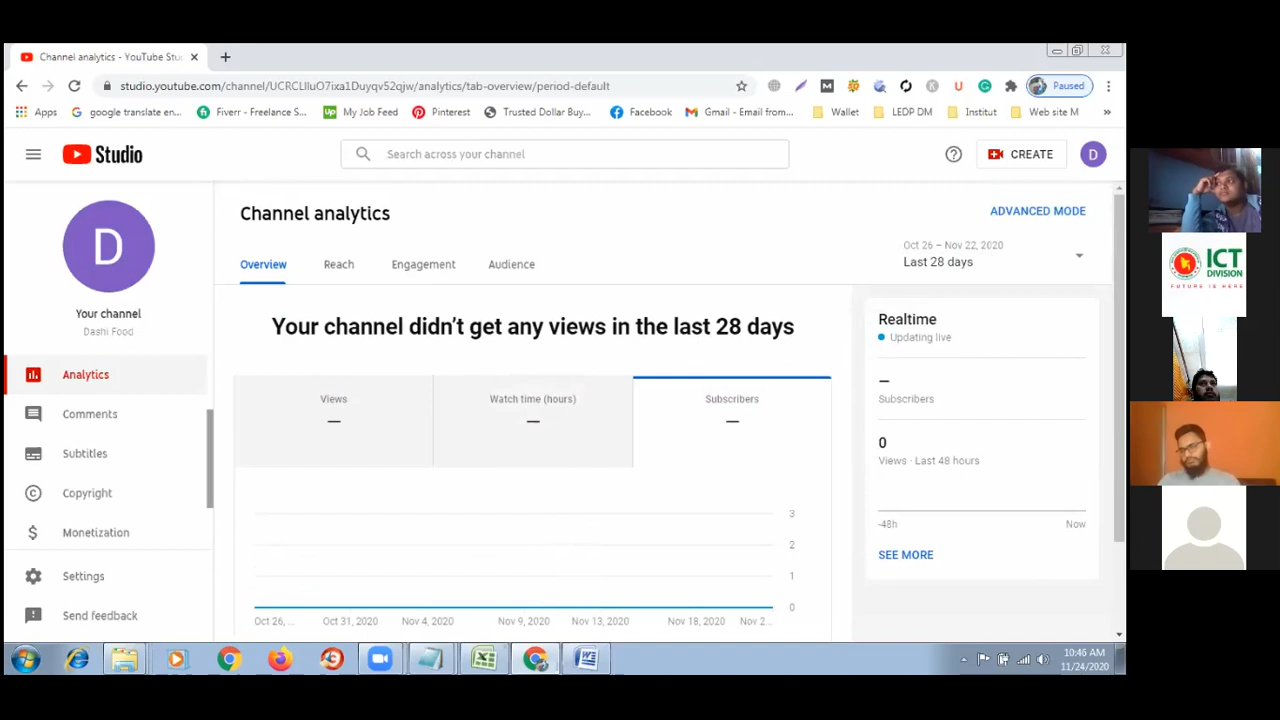 Channel analytics - YouTube Stu
studio.youtube.com/channel/UCRCLlluO7ixa1Duyqv52qjw/analytics/tab-overview/period-default
Paused
Apps
google translate en...
Fiverr - Freelance S...
My Job Feed
Pinterest
Trusted Dollar Buy...
Facebook
Gmail - Email from...
Wallet
LEDP DM
Institut
Web site M
Studio
Search across your channel
CREATE
D
D
Your channel
Dashi Food
Analytics
Comments
Subtitles
Copyright
Monetization
Settings
Send feedback
Channel analytics
ADVANCED MODE
Overview
Reach
Engagement
Audience
Oct 26 – Nov 22, 2020
Last 28 days
Your channel didn't get any views in the last 28 days
Views
—
Watch time (hours)
—
Subscribers
—
3
2
1
0
Oct 26, ...
Oct 31, 2020
Nov 4, 2020
Nov 9, 2020
Nov 13, 2020
Nov 18, 2020
Nov 2...
Realtime
Updating live
—
Subscribers
0
Views · Last 48 hours
-48h
Now
SEE MORE
10:46 AM
11/24/2020
ICT
DIVISION
FUTURE IS HERE